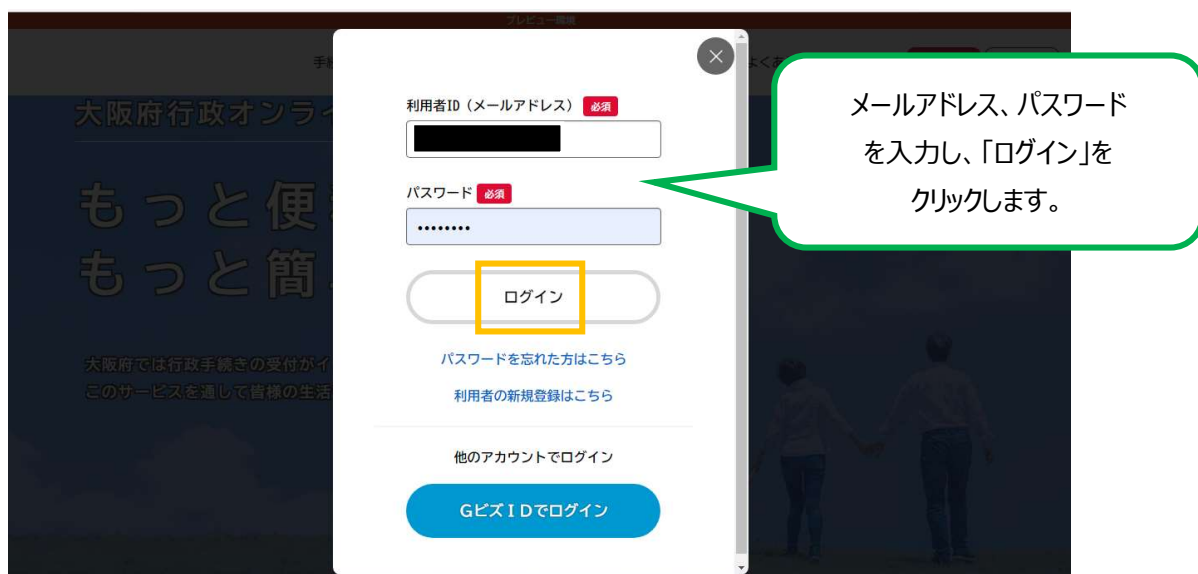 プレビュー環境
手
よくあ
大阪府行政オンライ
もっと便
もっと簡
大阪府では行政手続きの受付がイ
このサービスを通して皆様の生活
利用者ID（メールアドレス） 必須
パスワード 必須
ログイン
パスワードを忘れた方はこちら
利用者の新規登録はこちら
他のアカウントでログイン
GビズIDでログイン
メールアドレス、パスワード
を入力し、「ログイン」を
クリックします。